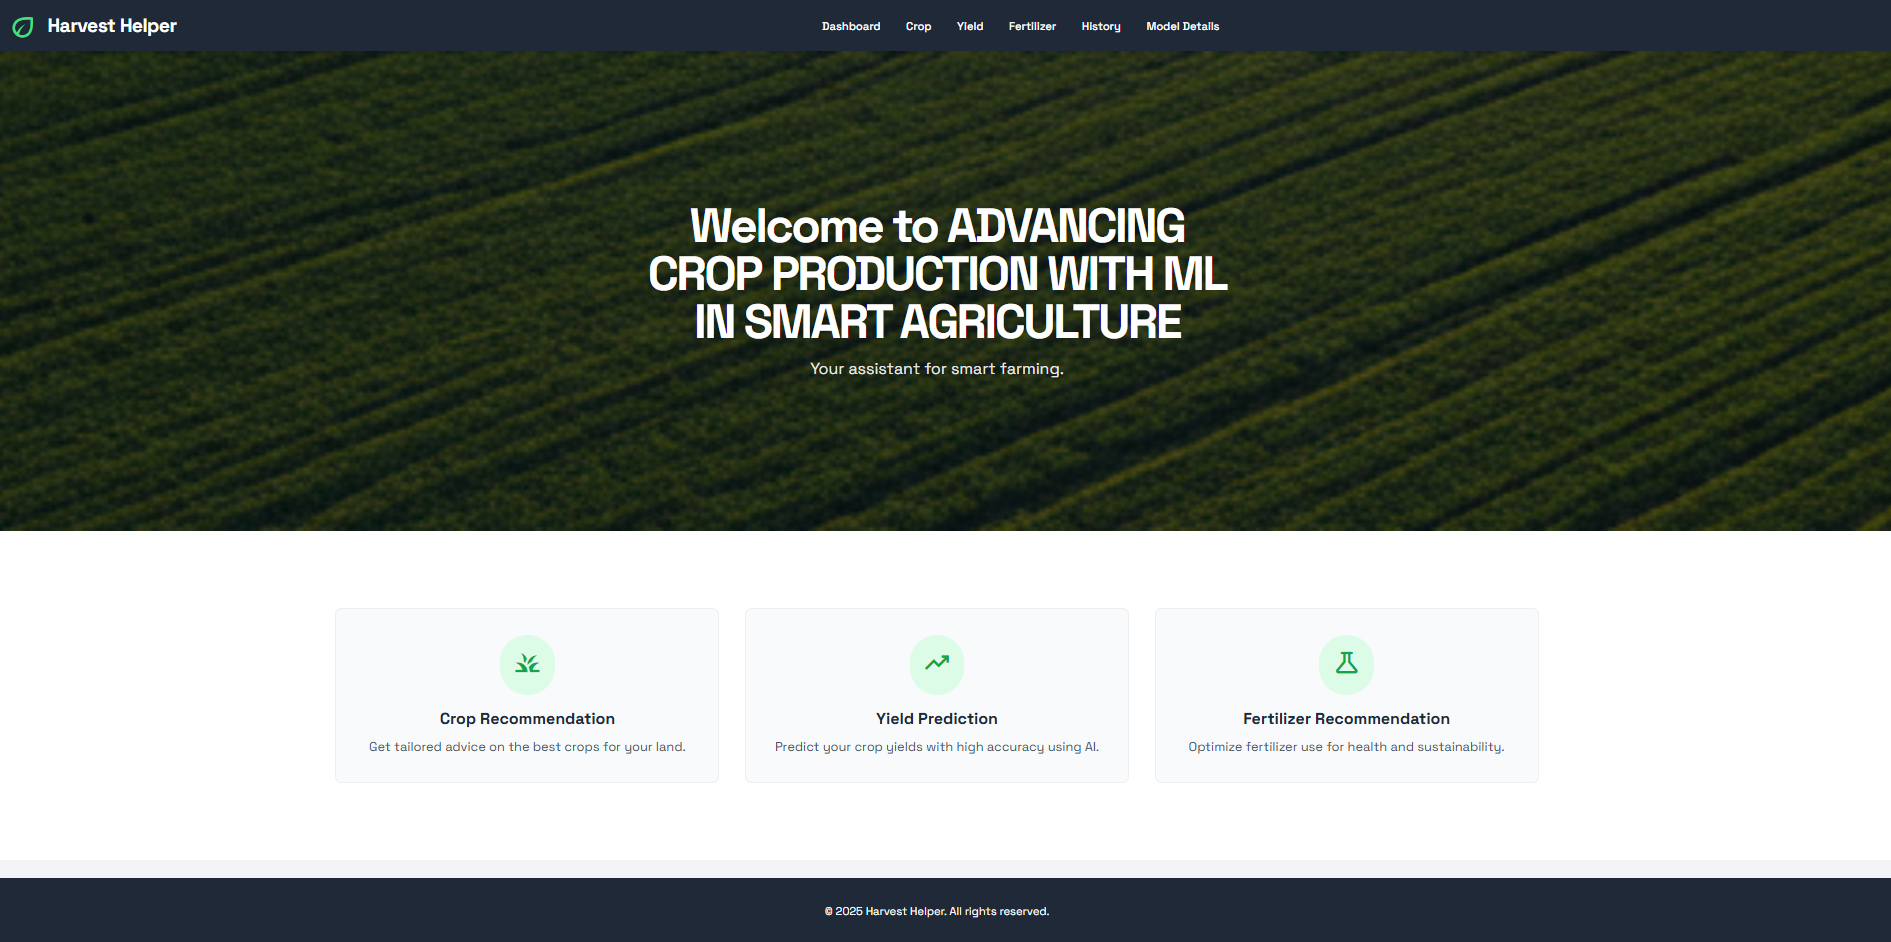 Harvest Helper
Dashboard Crop Yield Fertilizer History Model Details
Welcome to ADVANCING
CROP PRODUCTION WITH ML
IN SMART AGRICULTURE
Your assistant for smart farming.
Crop Recommendation
Get tailored advice on the best crops for your land.
Yield Prediction
Predict your crop yields with high accuracy using AI.
Fertilizer Recommendation
Optimize fertilizer use for health and sustainability.
© 2025 Harvest Helper. All rights reserved.